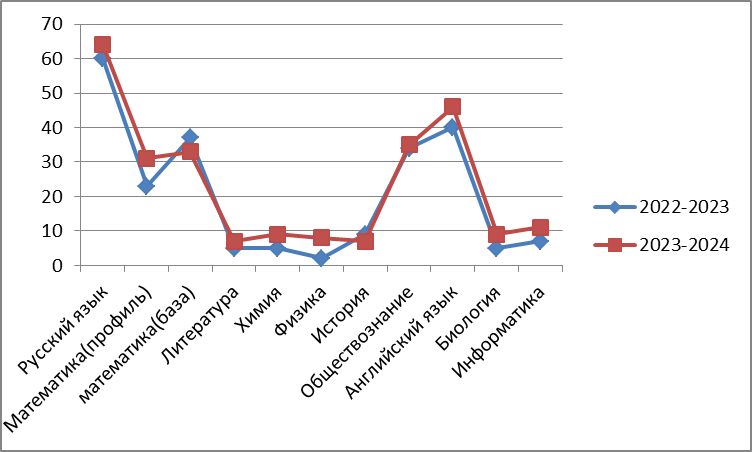 70
60
50
40
30
20
10
0
Русский язык
Математика(профиль)
математика(база)
Литература
Химия
Физика
История
Обществознание
Английский язык
Биология
Информатика
2022-2023
2023-2024